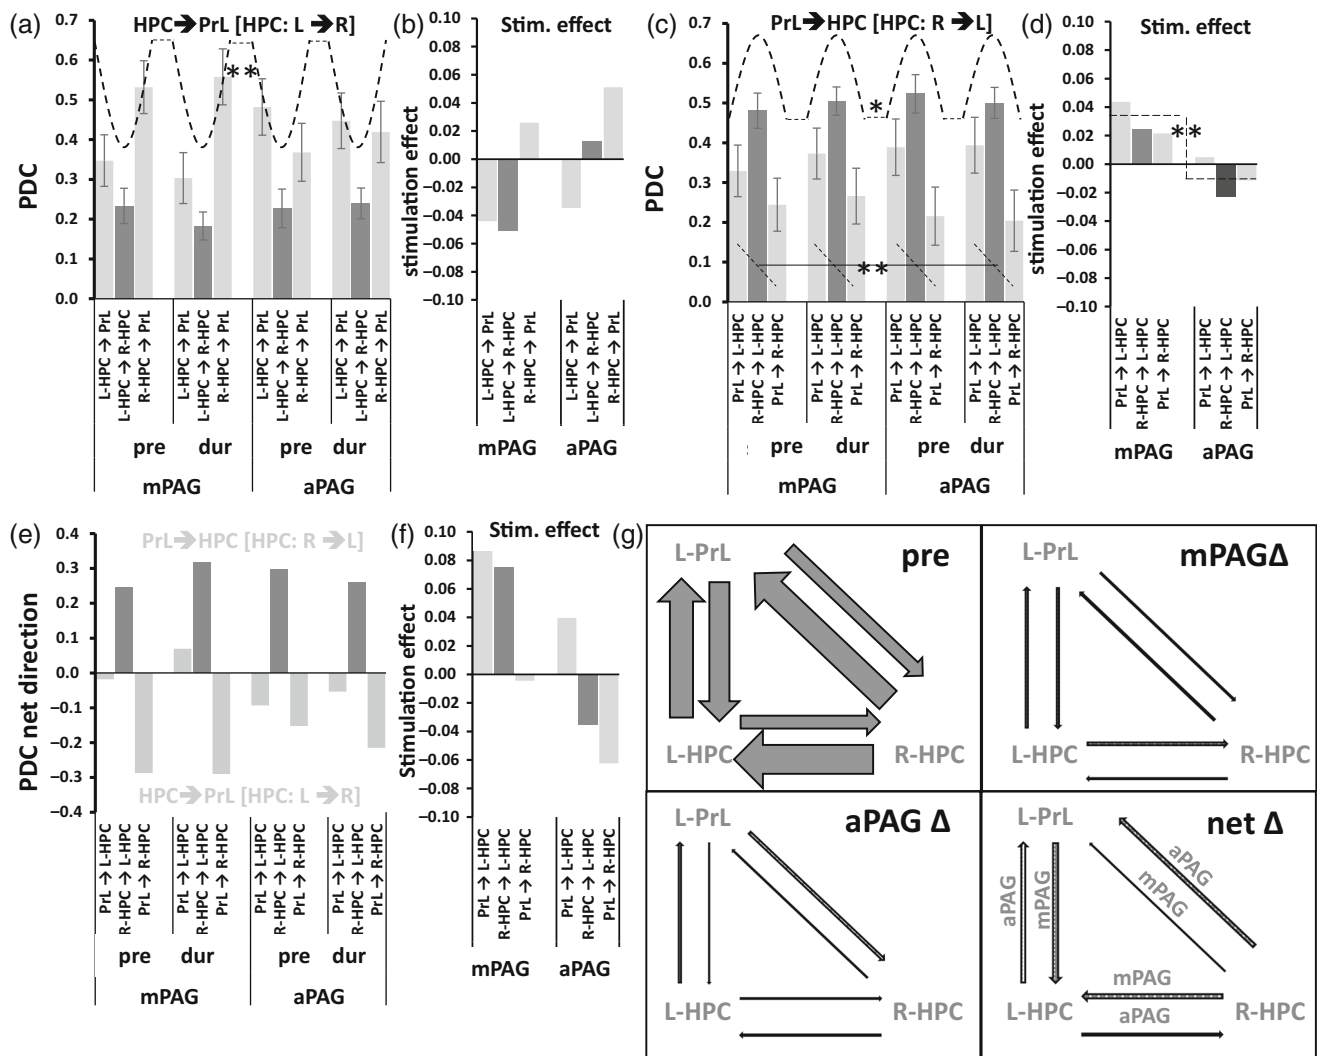 (a) HPC➔PrL [HPC: L ➔R]
PDC
0.7
0.6
0.5
0.4
0.3
0.2
0.1
0.0
**
L-HPC → PrL
L-HPC → R-HPC
R-HPC → PrL
L-HPC → PrL
L-HPC → R-HPC
R-HPC → PrL
L-HPC → PrL
L-HPC → R-HPC
R-HPC → PrL
L-HPC → PrL
L-HPC → R-HPC
R-HPC → PrL
pre dur pre dur
mPAG aPAG
(b) Stim. effect
stimulation effect
0.10
0.08
0.06
0.04
0.02
0.00
−0.02
−0.04
−0.06
−0.08
−0.10
L-HPC → PrL
L-HPC → R-HPC
R-HPC → PrL
L-HPC → PrL
L-HPC → R-HPC
R-HPC → PrL
mPAG aPAG
(c) PrL➔HPC [HPC: R ➔L]
PDC
0.7
0.6
0.5
0.4
0.3
0.2
0.1
0.0
*
**
PrL → L-HPC
R-HPC → L-HPC
PrL → R-HPC
PrL → L-HPC
R-HPC → L-HPC
PrL → R-HPC
PrL → L-HPC
R-HPC → L-HPC
PrL → R-HPC
PrL → L-HPC
R-HPC → L-HPC
PrL → R-HPC
pre dur pre dur
mPAG aPAG
(d) Stim. effect
stimulation effect
0.10
0.08
0.06
0.04
0.02
0.00
−0.02
−0.04
−0.06
−0.08
−0.10
**
PrL → L-HPC
R-HPC → L-HPC
PrL → R-HPC
PrL → L-HPC
R-HPC → L-HPC
PrL → R-HPC
mPAG aPAG
(e) PrL➔HPC [HPC: R ➔L]
PDC net direction
0.4
0.3
0.2
0.1
0.0
−0.1
−0.2
−0.3
−0.4
HPC➔PrL [HPC: L ➔R]
PrL → L-HPC
R-HPC → L-HPC
PrL → R-HPC
PrL → L-HPC
R-HPC → L-HPC
PrL → R-HPC
PrL → L-HPC
R-HPC → L-HPC
PrL → R-HPC
PrL → L-HPC
R-HPC → L-HPC
PrL → R-HPC
pre dur pre dur
mPAG aPAG
(f) Stim. effect
Stimulation effect
0.10
0.08
0.06
0.04
0.02
0.00
−0.02
−0.04
−0.06
−0.08
−0.10
PrL → L-HPC
R-HPC → L-HPC
PrL → R-HPC
PrL → L-HPC
R-HPC → L-HPC
PrL → R-HPC
mPAG aPAG
(g)
L-PrL pre
L-HPC R-HPC
L-PrL mPAGΔ
L-HPC R-HPC
L-PrL aPAG Δ
L-HPC R-HPC
L-PrL net Δ
aPAG
mPAG
aPAG
mPAG
L-HPC mPAG R-HPC
aPAG